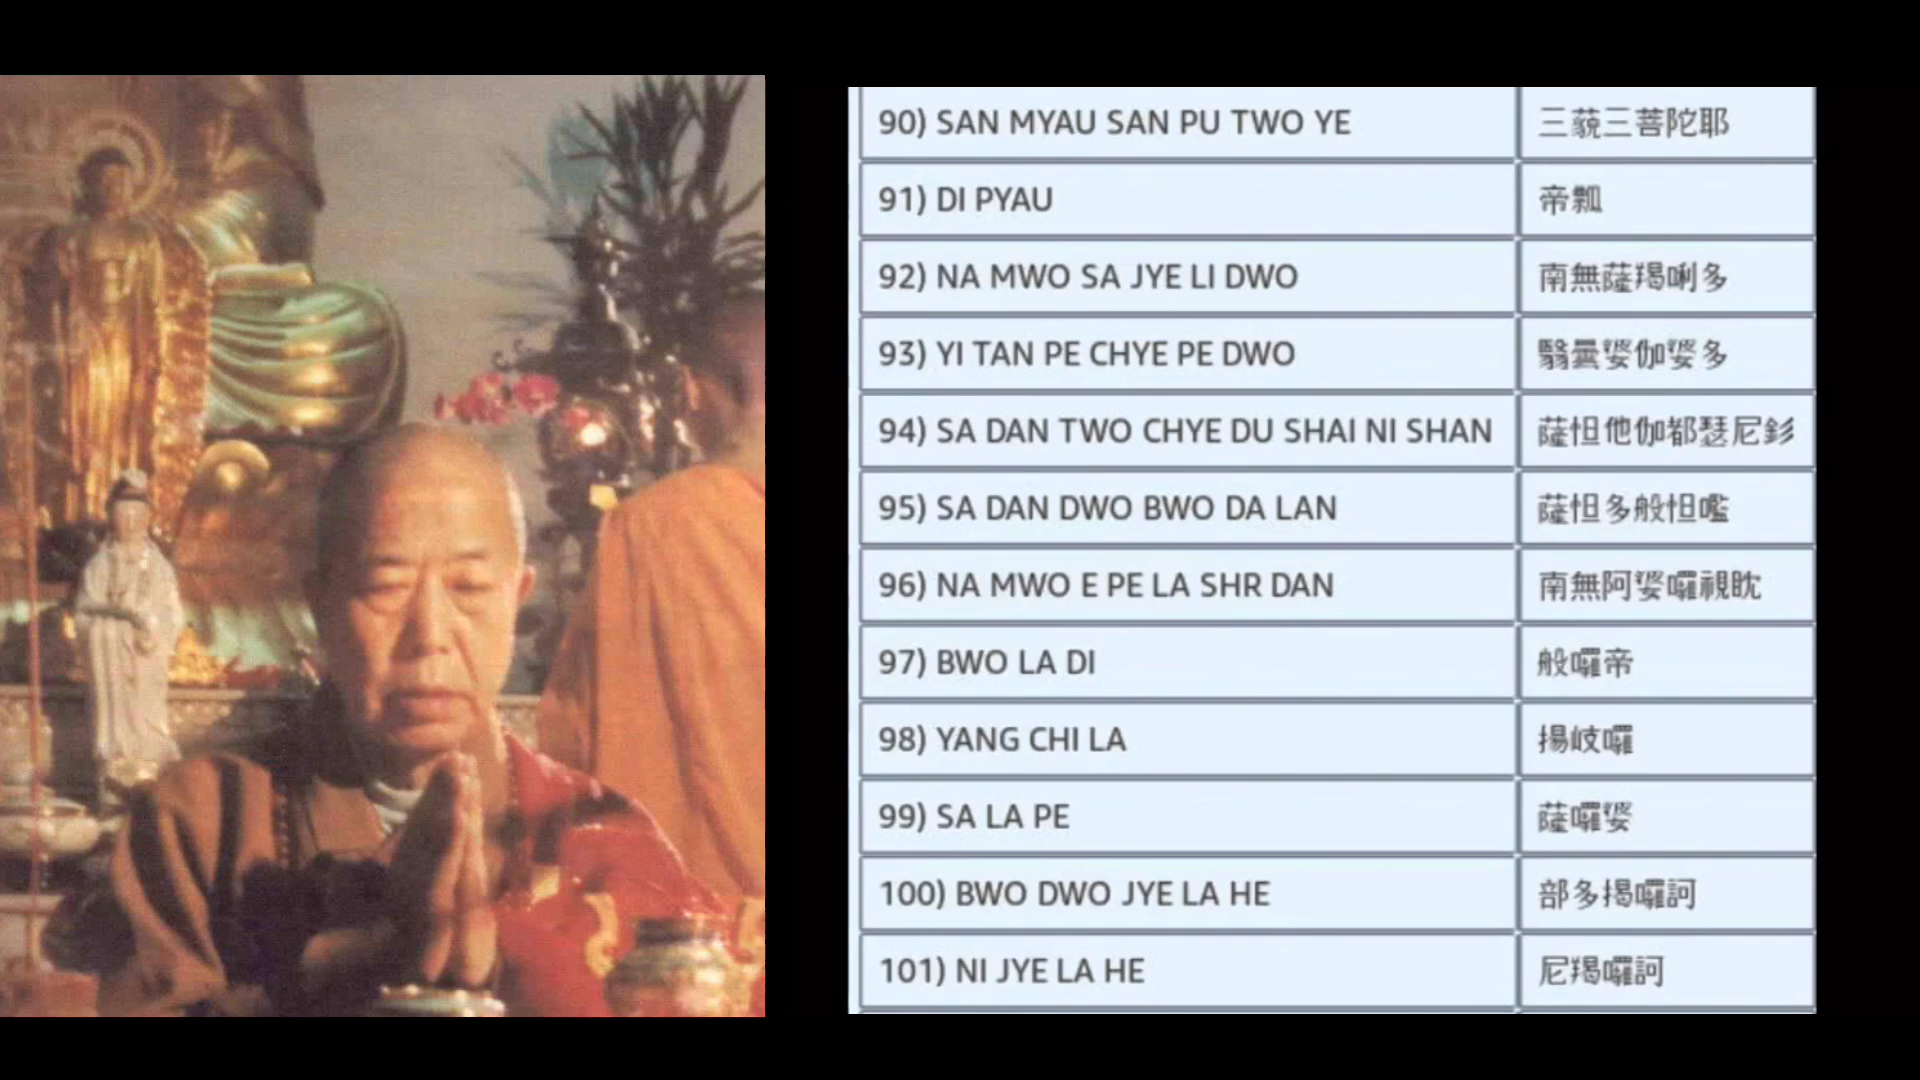 90) SAN MYAU SAN PU TWO YE 三藐三菩陀耶
91) DI PYAU 帝瓢
92) NA MWO SA JYE LI DWO 南無薩羯唎多
93) YI TAN PE CHYE PE DWO 翳曇婆伽婆多
94) SA DAN TWO CHYE DU SHAI NI SHAN 薩怛他伽都瑟尼釤
95) SA DAN DWO BWO DA LAN 薩怛多般怛嚂
96) NA MWO E PE LA SHR DAN 南無阿婆囉視眈
97) BWO LA DI 般囉帝
98) YANG CHI LA 揚岐囉
99) SA LA PE 薩囉婆
100) BWO DWO JYE LA HE 部多揭囉訶
101) NI JYE LA HE 尼羯囉訶